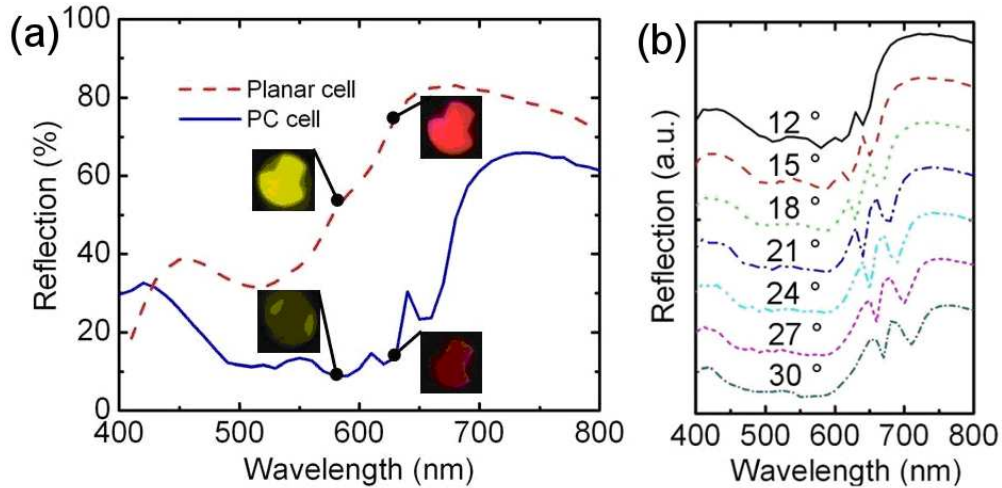 (a)
Reflection (%)
100
80
60
40
20
0
Planar cell
PC cell
400 500 600 700 800
Wavelength (nm)
(b)
Reflection (a.u.)
12 °
15 °
18 °
21 °
24 °
27 °
30 °
400 500 600 700 800
Wavelength (nm)